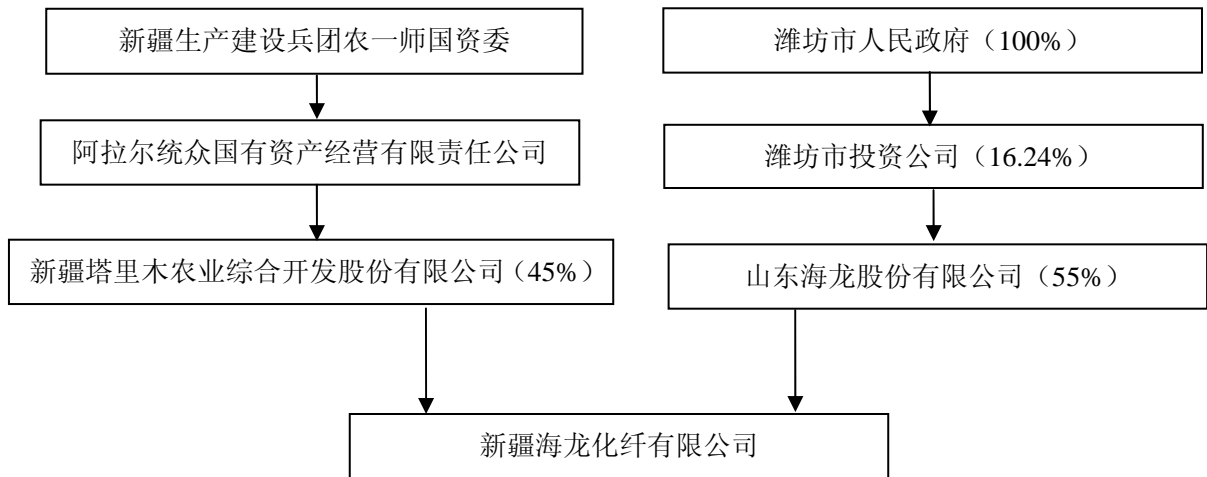 新疆生产建设兵团农一师国资委
潍坊市人民政府（100%）
阿拉尔统众国有资产经营有限责任公司
潍坊市投资公司（16.24%）
新疆塔里木农业综合开发股份有限公司（45%）
山东海龙股份有限公司（55%）
新疆海龙化纤有限公司